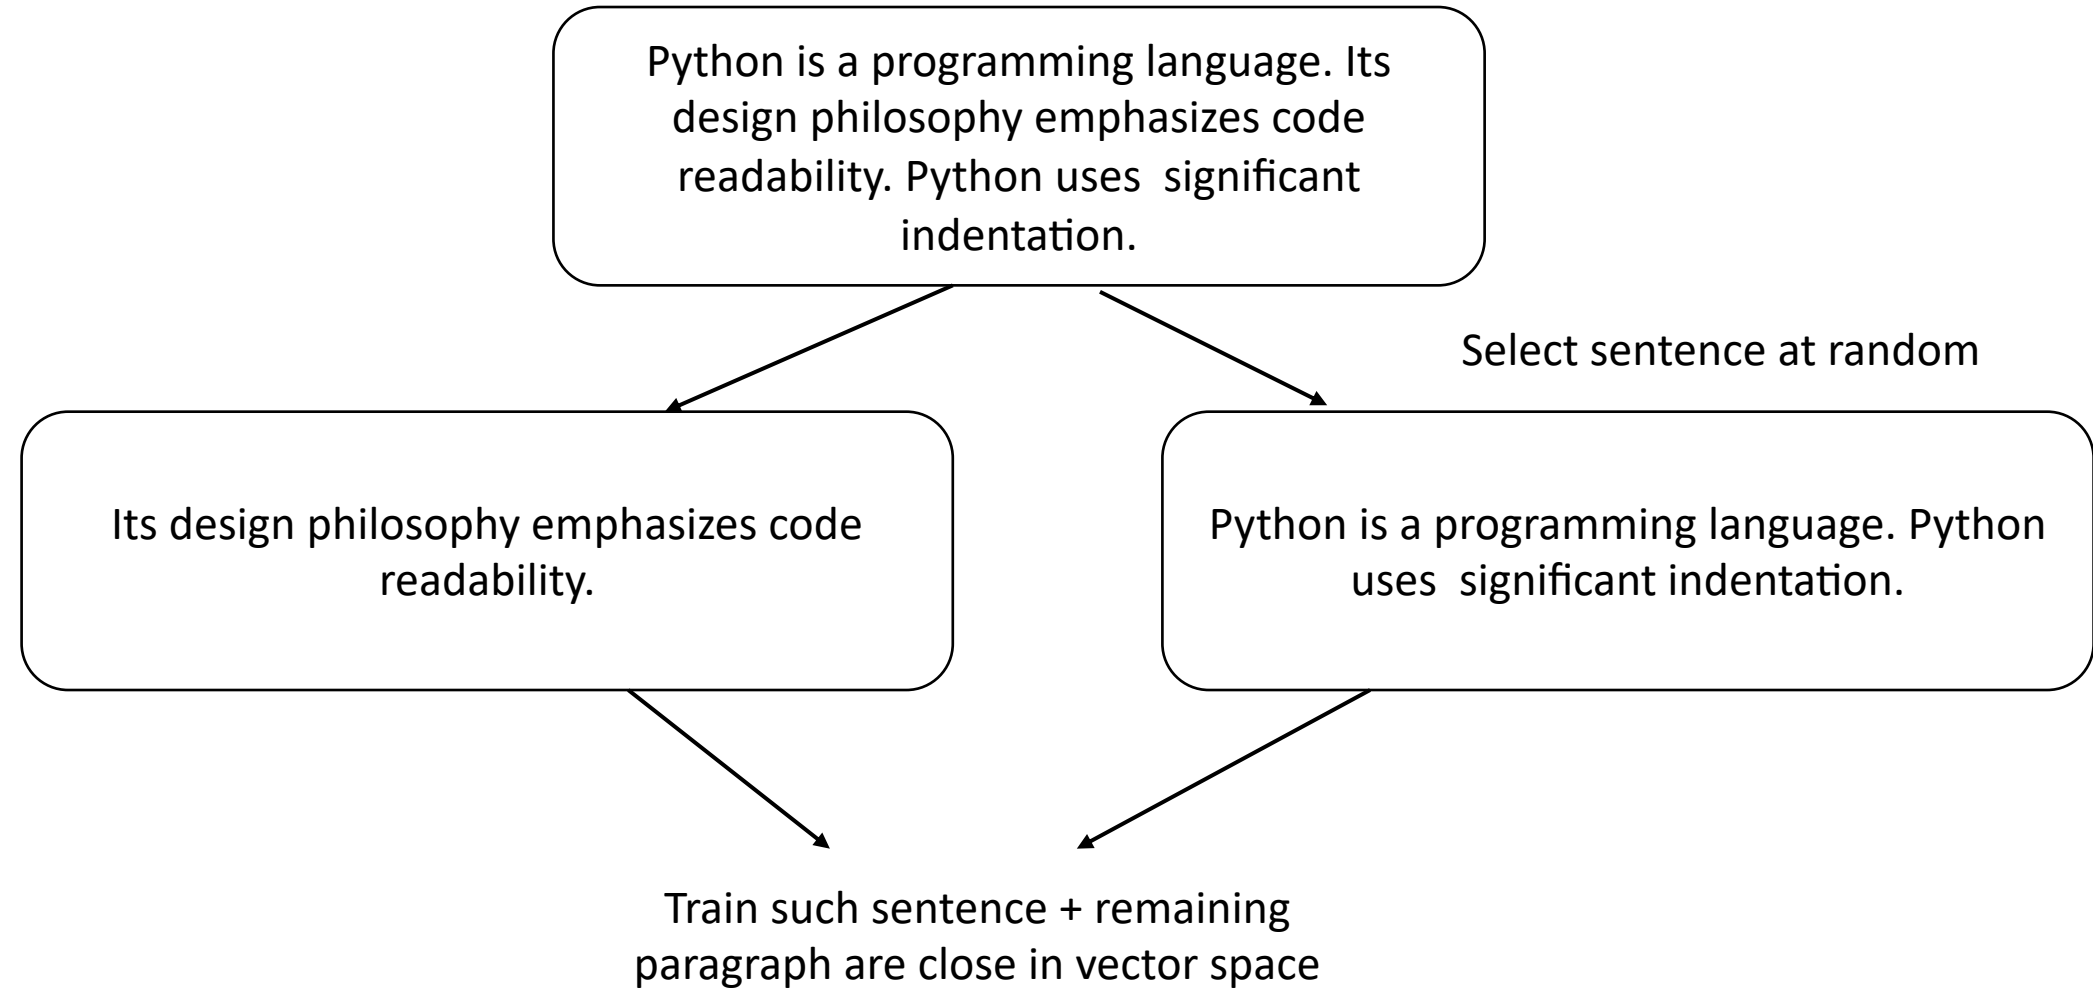 Python is a programming language. Its
design philosophy emphasizes code
readability. Python uses  significant
indentation.
Select sentence at random
Its design philosophy emphasizes code
readability.
Python is a programming language. Python
uses  significant indentation.
Train such sentence + remaining
paragraph are close in vector space